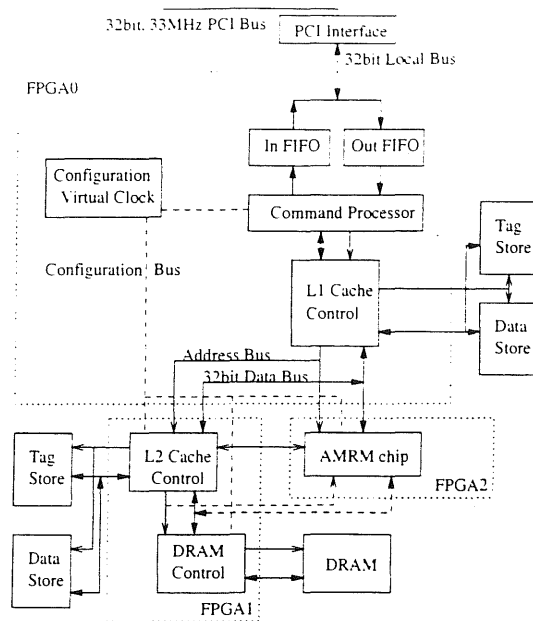 32bit, 33MHz PCI Bus
PCI Interface
32bit Local Bus
FPGA0
In FIFO
Out FIFO
Configuration
Virtual Clock
Command Processor
Tag
Store
Configuration Bus
L1 Cache
Control
Data
Store
Address Bus
32bit Data Bus
Tag
Store
L2 Cache
Control
AMRM chip
FPGA2
Data
Store
DRAM
Control
DRAM
FPGA1